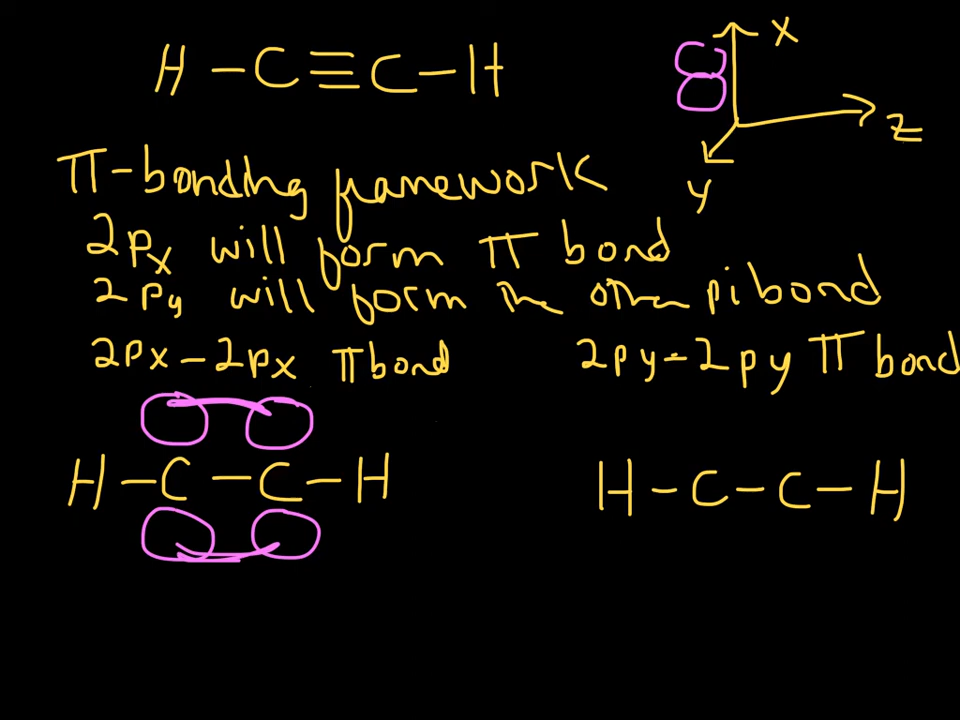 H - C ≡ C - H
X
Z
y
π-bonding framework
2px will form π bond
2py will form the other pi bond
2px - 2px π bond
2py - 2py π bond
H - C - C - H
H - C - C - H